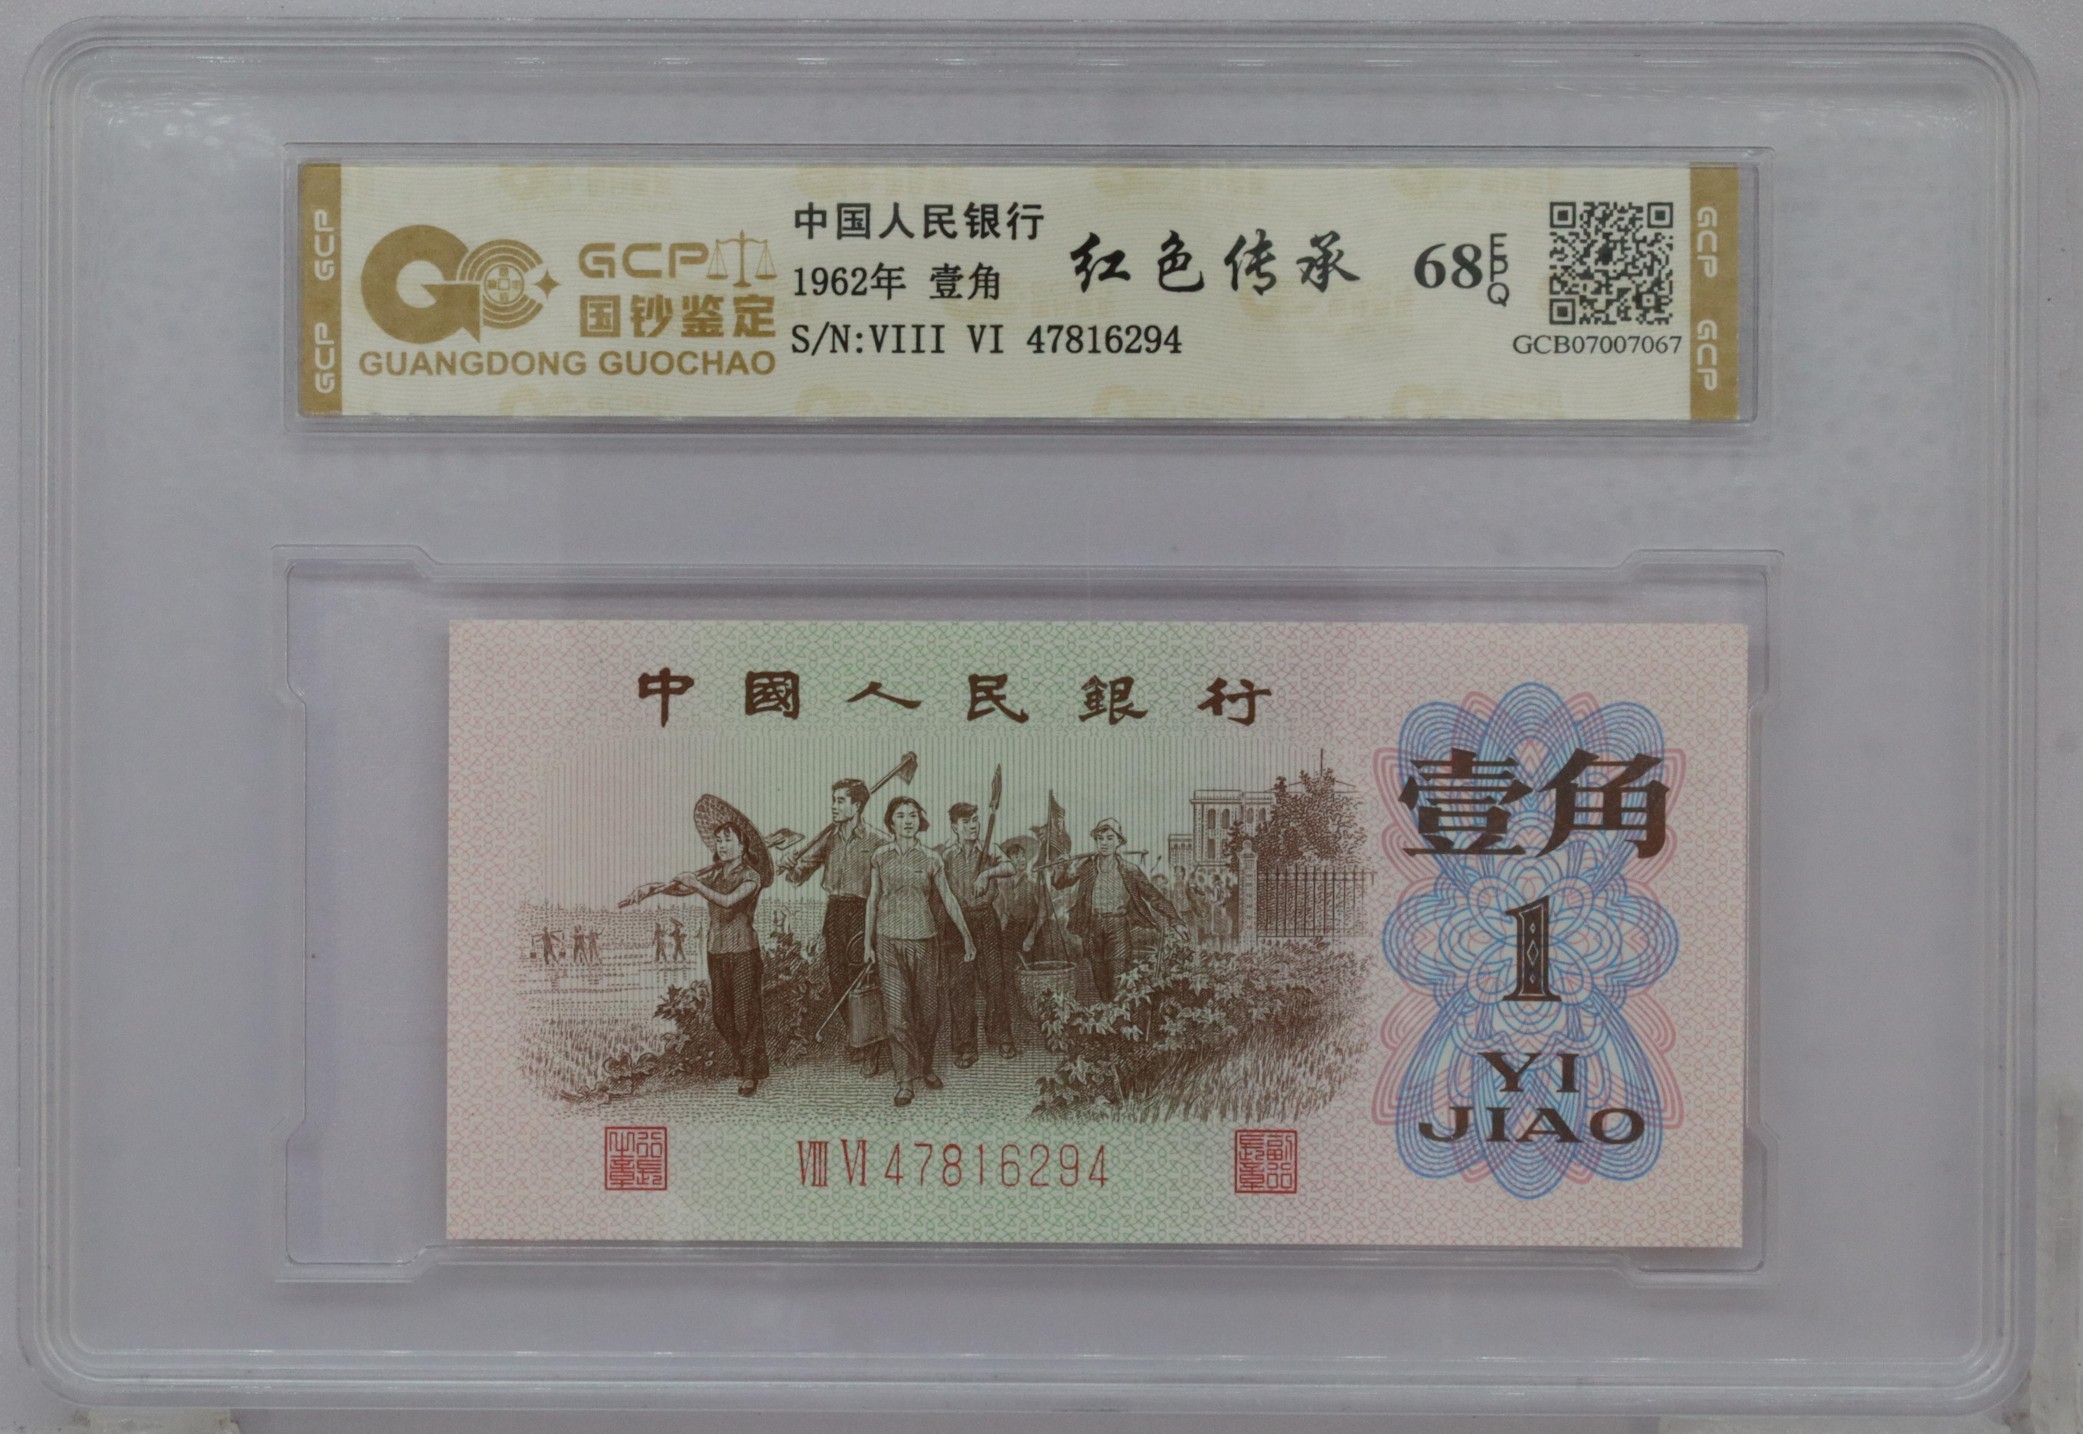 GCP
GCP
GCP
国钞鉴定
GUANGDONG GUOCHAO
中国人民银行
1962年 壹角
S/N:VIII VI 47816294
红色传承
68 EPQ
GCB07007067
GCP
GCP
中國人民銀行
壹角
1
YI
JIAO
VIII VI 47816294